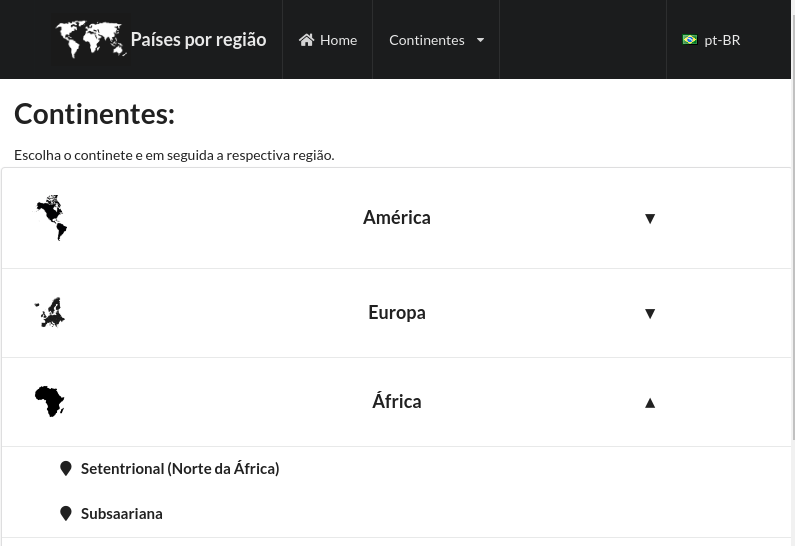 Países por região
Home
Continentes
pt-BR
Continentes:
Escolha o continete e em seguida a respectiva região.
América ▼
Europa ▼
África ▲
Setentrional (Norte da África)
Subsaariana